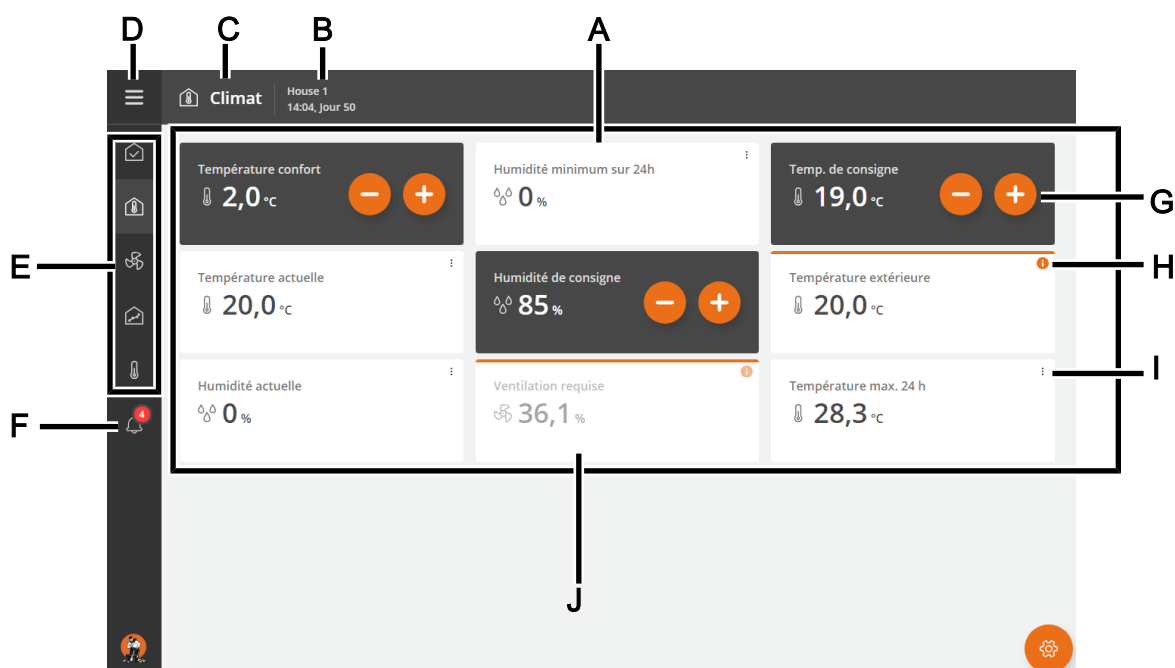 D
C
B
A
Climat
House 1
14:04, Jour 50
Température confort
2,0 °C
Humidité minimum sur 24h
0 %
Temp. de consigne
19,0 °C
G
E
Température actuelle
20,0 °C
Humidité de consigne
85 %
Température extérieure
20,0 °C
H
Humidité actuelle
0 %
Ventilation requise
36,1 %
Température max. 24 h
28,3 °C
I
F
4
J